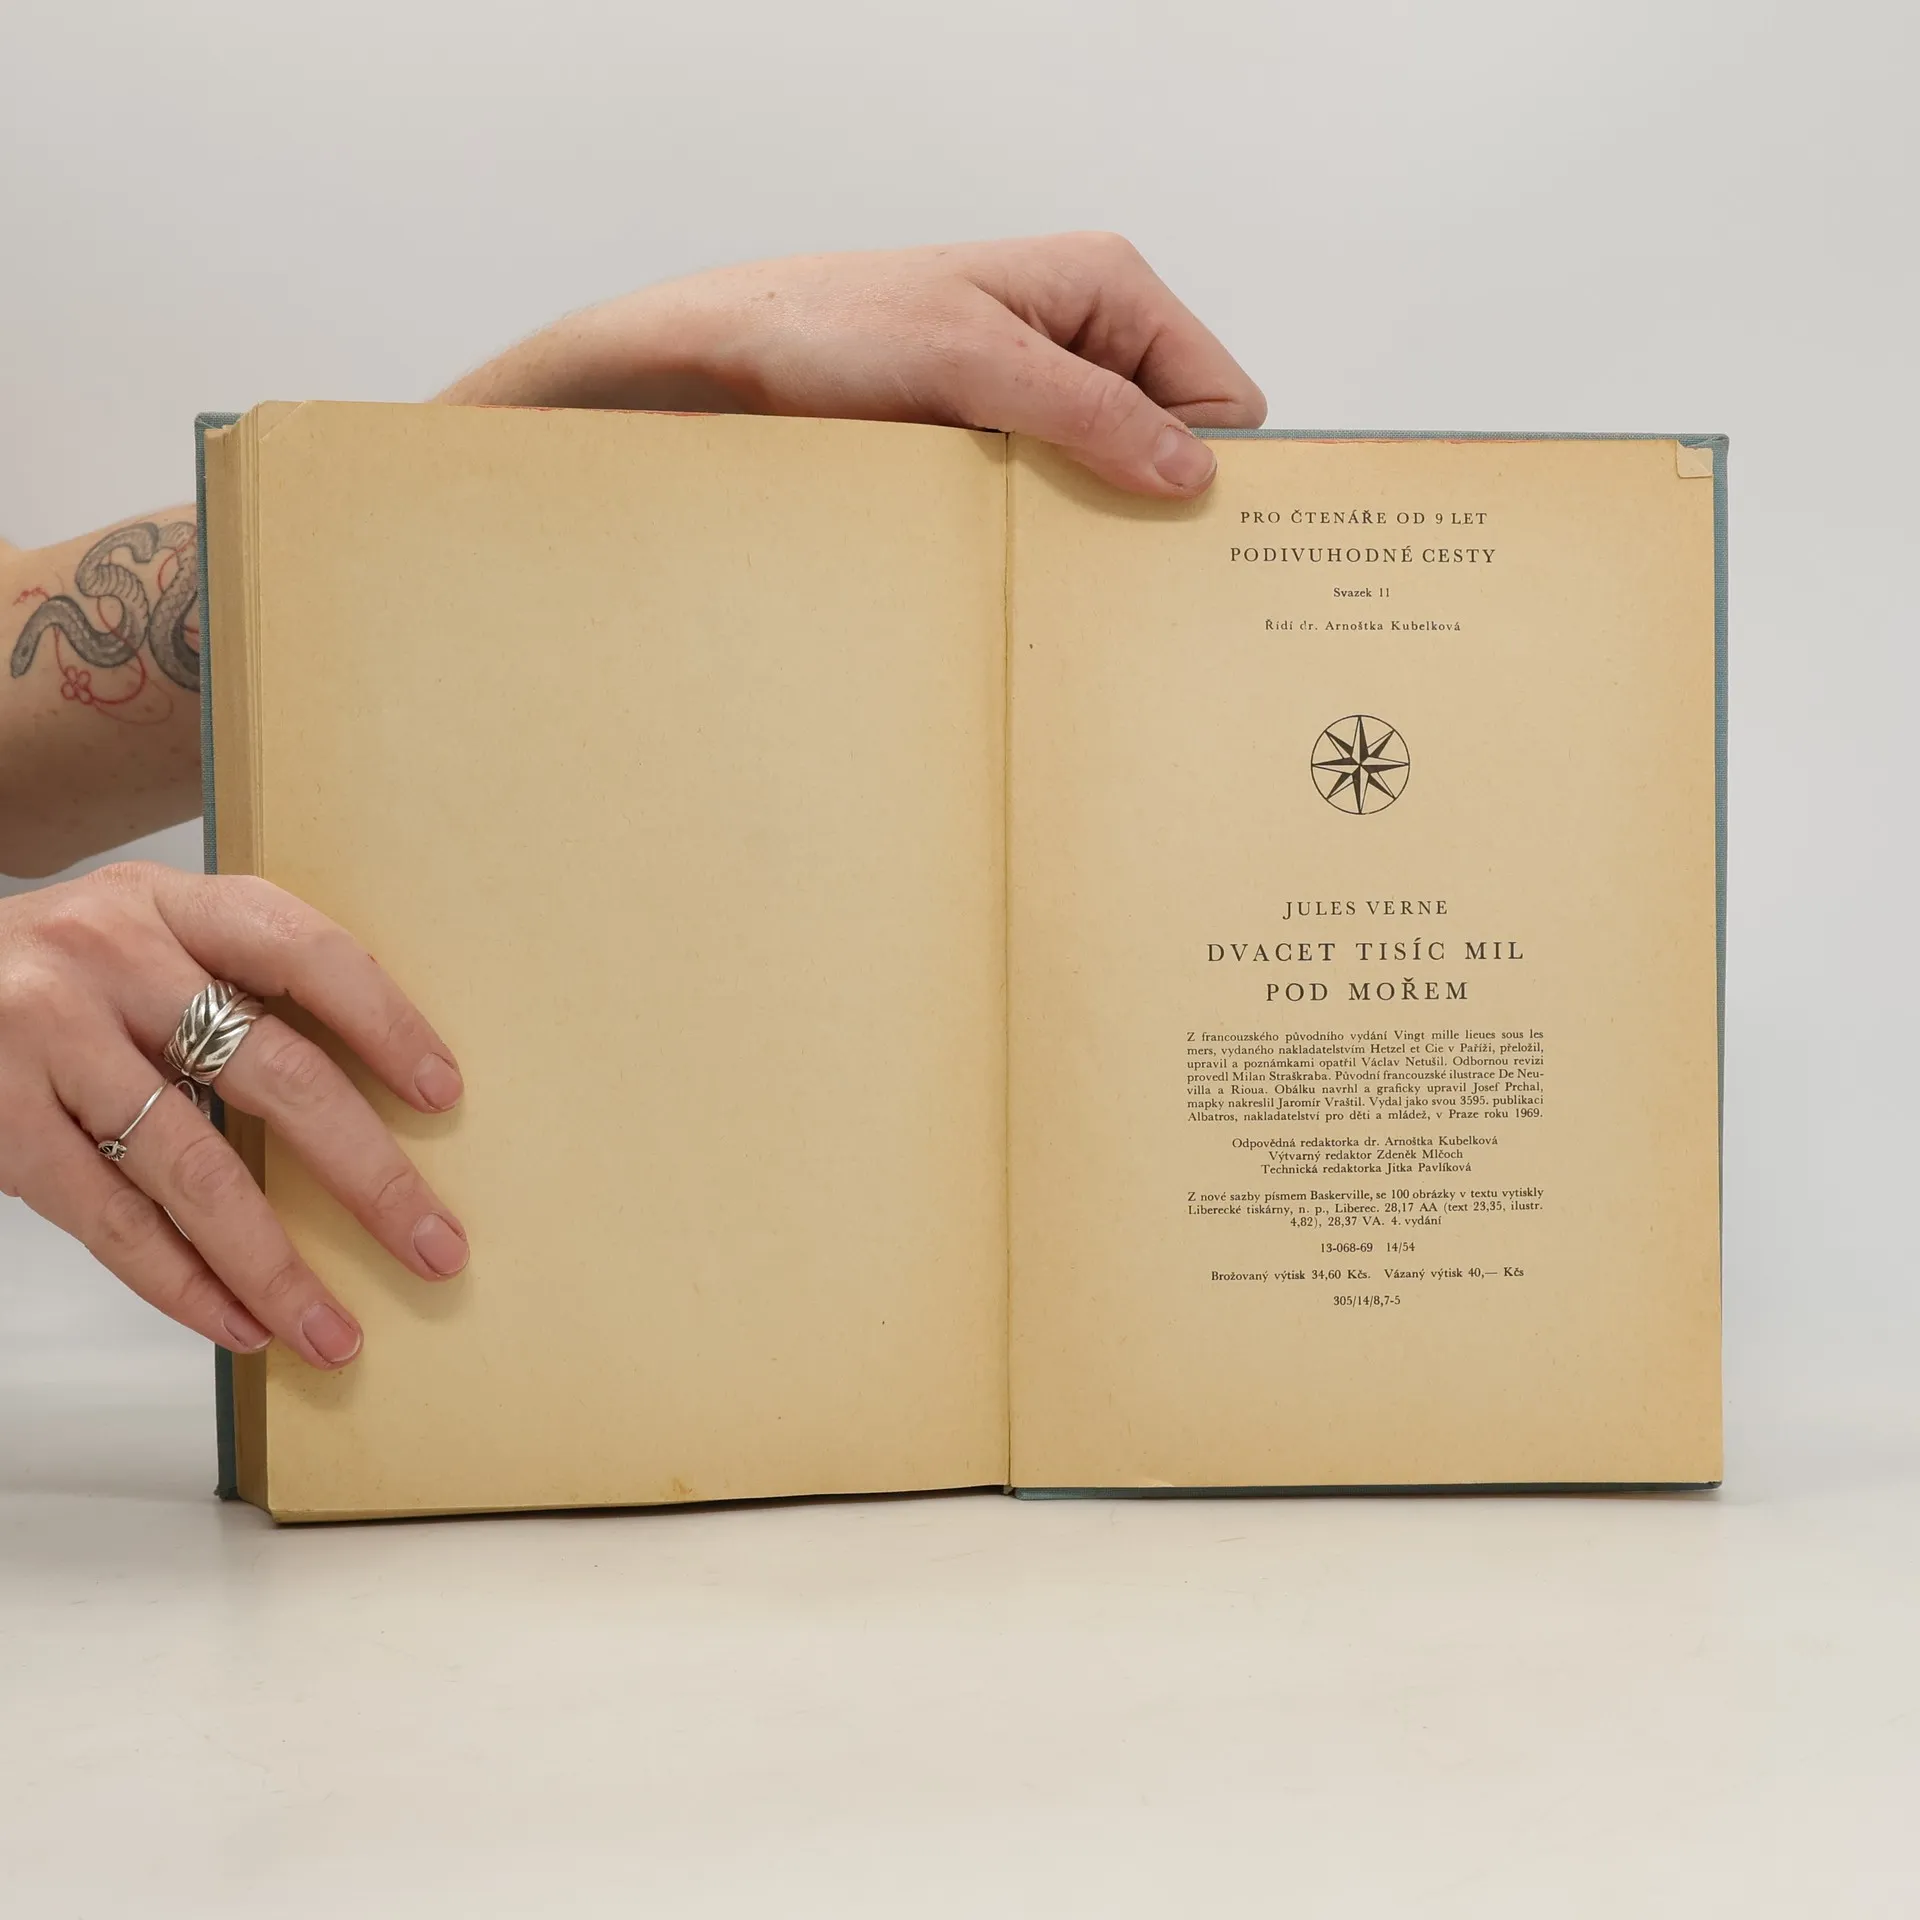 PRO ČTENÁŘE OD 9 LET
PODIVUHODNÉ CESTY
Svazek 11
Řídí dr. Arnoštka Kubelková
JULES VERNE
DVACET TISÍC MIL
POD MOŘEM
Z francouzského původního vydání Vingt mille lieues sous les
mers, vydaného nakladatelstvím Hetzel et Cie v Paříži, přeložil,
upravil a poznámkami opatřil Václav Netušil. Odbornou revizi
provedl Milan Straškraba. Původní francouzské ilustrace De Neu-
villa a Rioua. Obálku navrhl a graficky upravil Josef Prchal,
mapky nakreslil Jaromír Vraštil. Vydal jako svou 3595. publikaci
Albatros, nakladatelství pro děti a mládež, v Praze roku 1969.
Odpovědná redaktorka dr. Arnoštka Kubelková
Výtvarný redaktor Zdeněk Mlčoch
Technická redaktorka Jitka Pavlíková
Z nové sazby písmem Baskerville, se 100 obrázky v textu vytiskly
Liberecké tiskárny, n. p., Liberec. 28,17 AA (text 23,35, ilustr.
4,82), 28,37 VA. 4. vydání
13-068-69 14/54
Brožovaný výtisk 34,60 Kčs. Vázaný výtisk 40,— Kčs
305/14/8,7-5